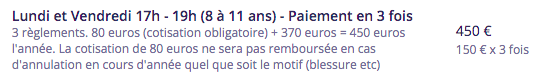 Lundi et Vendredi 17h - 19h (8 à 11 ans) - Paiement en 3 fois
3 règlements. 80 euros (cotisation obligatoire) + 370 euros = 450 euros
l'année. La cotisation de 80 euros ne sera pas remboursée en cas
d'annulation en cours d'année quel que soit le motif (blessure etc)
450 €
150 € x 3 fois